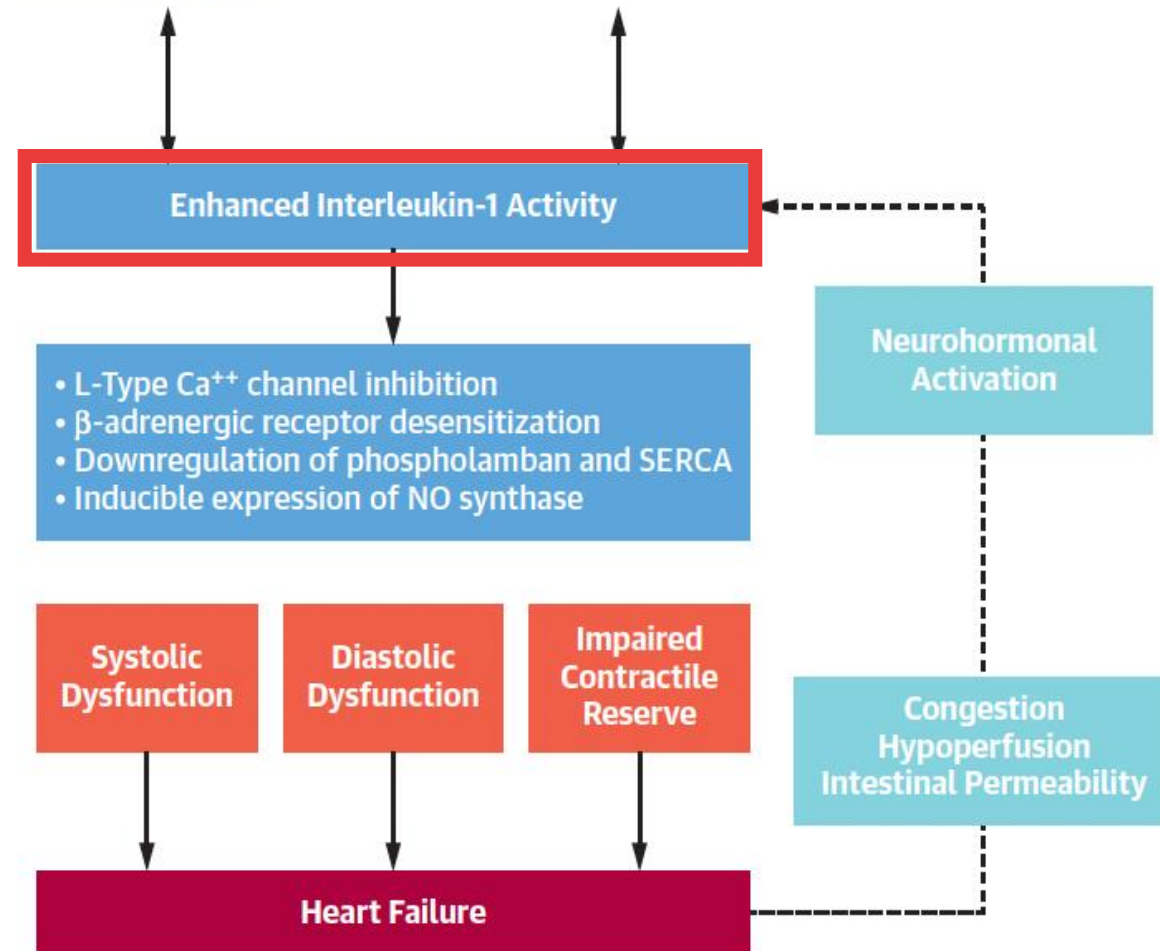 Enhanced Interleukin-1 Activity
• L-Type Ca⁺⁺ channel inhibition
• β-adrenergic receptor desensitization
• Downregulation of phospholamban and SERCA
• Inducible expression of NO synthase
Neurohormonal
Activation
Systolic
Dysfunction
Diastolic
Dysfunction
Impaired
Contractile
Reserve
Congestion
Hypoperfusion
Intestinal Permeability
Heart Failure